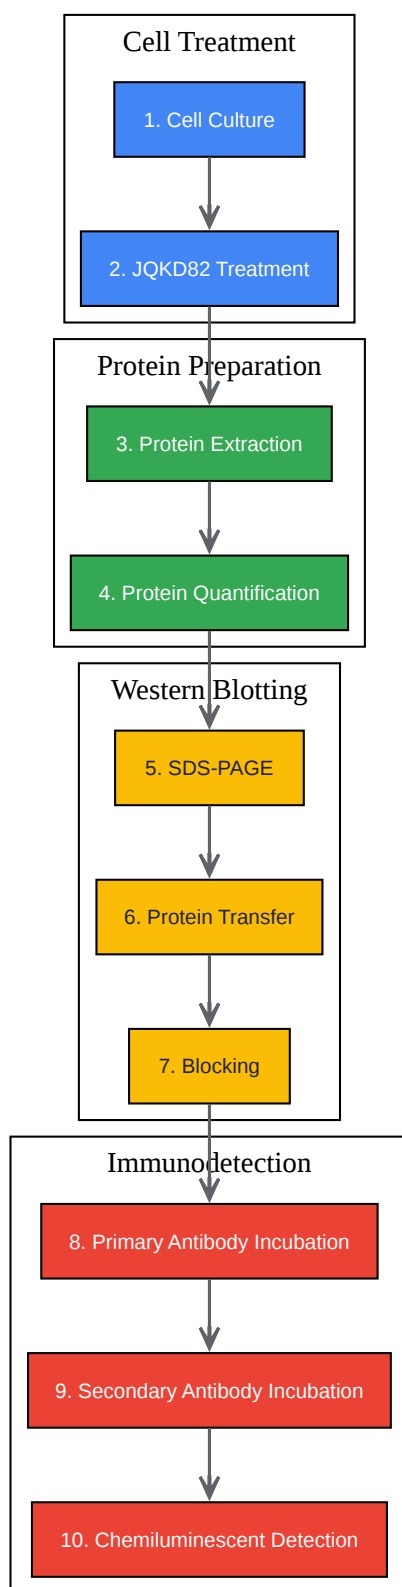 Cell Treatment
1. Cell Culture
2. JQKD82 Treatment
Protein Preparation
3. Protein Extraction
4. Protein Quantification
Western Blotting
5. SDS-PAGE
6. Protein Transfer
7. Blocking
Immunodetection
8. Primary Antibody Incubation
9. Secondary Antibody Incubation
10. Chemiluminescent Detection